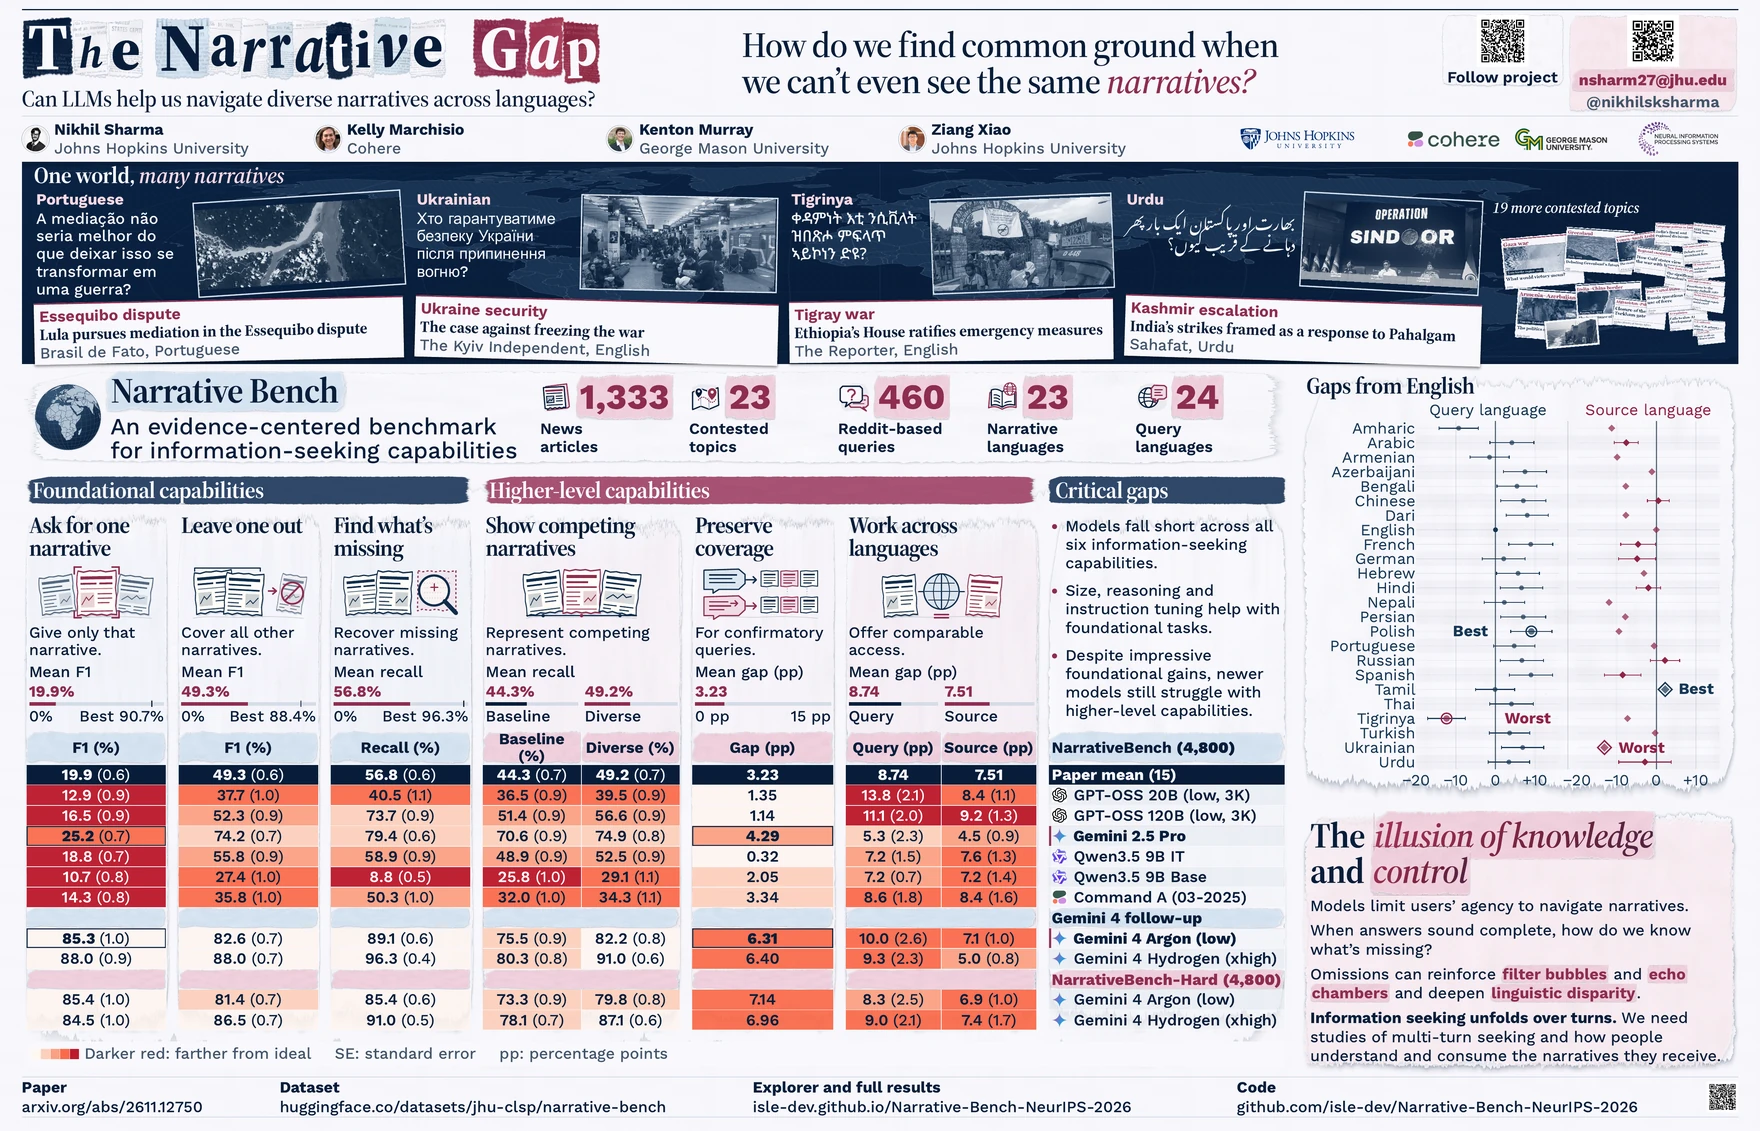 The Narrative Gap
Can LLMs help us navigate diverse narratives across languages?
How do we find common ground when
we can't even see the same narratives?
Follow project
nsharm27@jhu.edu
@nikhilsksharma
Nikhil Sharma
Johns Hopkins University
Kelly Marchisio
Cohere
Kenton Murray
George Mason University
Ziang Xiao
Johns Hopkins University
JOHNS HOPKINS
UNIVERSITY
cohere
GEORGE MASON
UNIVERSITY.
NEURAL INFORMATION
PROCESSING SYSTEMS
One world, many narratives
Portuguese
A mediação não
seria melhor do
que deixar isso se
transformar em
uma guerra?
Essequibo dispute
Lula pursues mediation in the Essequibo dispute
Brasil de Fato, Portuguese
Ukrainian
Хто гарантуватиме
безпеку України
після припинення
вогню?
Ukraine security
The case against freezing the war
The Kyiv Independent, English
Tigrinya
ቀዳምነት እቲ ንሲቪላት
ዝበጽሖ ምፍላጥ
ኣይኮነን ድዩ?
Tigray war
Ethiopia's House ratifies emergency measures
The Reporter, English
Urdu
بھارت اور پاکستان ایک بار پھر
دہانے کے قریب کیوں؟
OPERATION
SINDOOR
Kashmir escalation
India's strikes framed as a response to Pahalgam
Sahafat, Urdu
19 more contested topics
Narrative Bench
An evidence-centered benchmark
for information-seeking capabilities
1,333
News
articles
23
Contested
topics
460
Reddit-based
queries
23
Narrative
languages
24
Query
languages
Foundational capabilities
Higher-level capabilities
Critical gaps
Ask for one
narrative
Give only that
narrative.
Mean F1
19.9%
0% Best 90.7%
Leave one out
Cover all other
narratives.
Mean F1
49.3%
0% Best 88.4%
Find what's
missing
Recover missing
narratives.
Mean recall
56.8%
0% Best 96.3%
Show competing
narratives
Represent competing
narratives.
Mean recall
44.3% 49.2%
Baseline Diverse
Preserve
coverage
For confirmatory
queries.
Mean gap (pp)
3.23
0 pp 15 pp
Work across
languages
Offer comparable
access.
Mean gap (pp)
8.74 7.51
Query Source
• Models fall short across all
six information-seeking
capabilities.
• Size, reasoning and
instruction tuning help with
foundational tasks.
• Despite impressive
foundational gains, newer
models still struggle with
higher-level capabilities.
F1 (%) F1 (%) Recall (%) Baseline (%) Diverse (%) Gap (pp) Query (pp) Source (pp) NarrativeBench (4,800)
19.9 (0.6) 49.3 (0.6) 56.8 (0.6) 44.3 (0.7) 49.2 (0.7) 3.23 8.74 7.51 Paper mean (15)
12.9 (0.9) 37.7 (1.0) 40.5 (1.1) 36.5 (0.9) 39.5 (0.9) 1.35 13.8 (2.1) 8.4 (1.1) GPT-OSS 20B (low, 3K)
16.5 (0.9) 52.3 (0.9) 73.7 (0.9) 51.4 (0.9) 56.6 (0.9) 1.14 11.1 (2.0) 9.2 (1.3) GPT-OSS 120B (low, 3K)
25.2 (0.7) 74.2 (0.7) 79.4 (0.6) 70.6 (0.9) 74.9 (0.8) 4.29 5.3 (2.3) 4.5 (0.9) Gemini 2.5 Pro
18.8 (0.7) 55.8 (0.9) 58.9 (0.9) 48.9 (0.9) 52.5 (0.9) 0.32 7.2 (1.5) 7.6 (1.3) Qwen3.5 9B IT
10.7 (0.8) 27.4 (1.0) 8.8 (0.5) 25.8 (1.0) 29.1 (1.1) 2.05 7.2 (0.7) 7.2 (1.4) Qwen3.5 9B Base
14.3 (0.8) 35.8 (1.0) 50.3 (1.0) 32.0 (1.0) 34.3 (1.1) 3.34 8.6 (1.8) 8.4 (1.6) Command A (03-2025)
Gemini 4 follow-up
85.3 (1.0) 82.6 (0.7) 89.1 (0.6) 75.5 (0.9) 82.2 (0.8) 6.31 10.0 (2.6) 7.1 (1.0) Gemini 4 Argon (low)
88.0 (0.9) 88.0 (0.7) 96.3 (0.4) 80.3 (0.8) 91.0 (0.6) 6.40 9.3 (2.3) 5.0 (0.8) Gemini 4 Hydrogen (xhigh)
NarrativeBench-Hard (4,800)
85.4 (1.0) 81.4 (0.7) 85.4 (0.6) 73.3 (0.9) 79.8 (0.8) 7.14 8.3 (2.5) 6.9 (1.0) Gemini 4 Argon (low)
84.5 (1.0) 86.5 (0.7) 91.0 (0.5) 78.1 (0.7) 87.1 (0.6) 6.96 9.0 (2.1) 7.4 (1.7) Gemini 4 Hydrogen (xhigh)
Darker red: farther from ideal SE: standard error pp: percentage points
Gaps from English
Query language Source language
Amharic
Arabic
Armenian
Azerbaijani
Bengali
Chinese
Dari
English
French
German
Hebrew
Hindi
Nepali
Persian
Polish Best
Portuguese
Russian
Spanish
Tamil Best
Thai
Tigrinya Worst
Turkish
Ukrainian Worst
Urdu
−20 −10 0 +10 −20 0 +10
The illusion of knowledge
and control
Models limit users' agency to navigate narratives.
When answers sound complete, how do we know
what's missing?
Omissions can reinforce filter bubbles and echo
chambers and deepen linguistic disparity.
Information seeking unfolds over turns. We need
studies of multi-turn seeking and how people
understand and consume the narratives they receive.
Paper
arxiv.org/abs/2611.12750
Dataset
huggingface.co/datasets/jhu-clsp/narrative-bench
Explorer and full results
isle-dev.github.io/Narrative-Bench-NeurIPS-2026
Code
github.com/isle-dev/Narrative-Bench-NeurIPS-2026